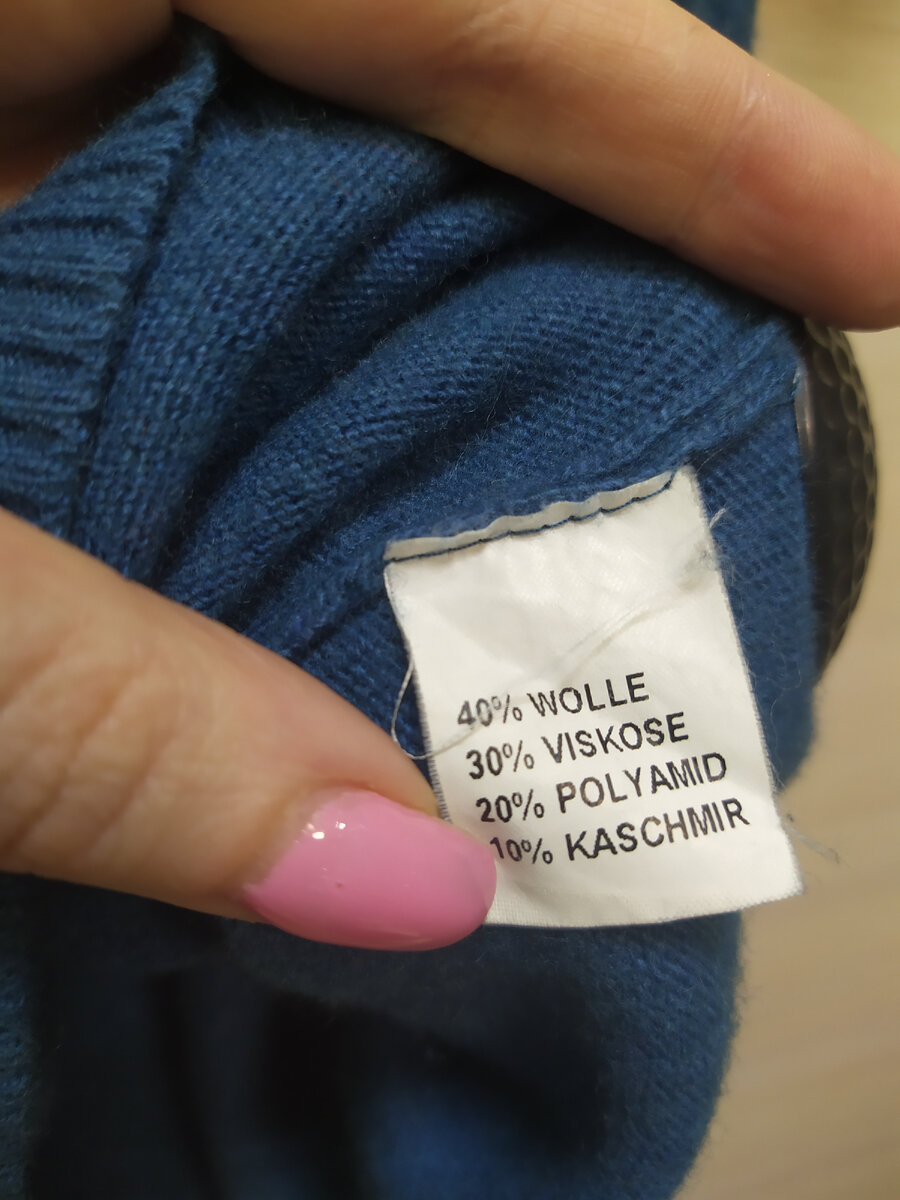 40% WOLLE
30% VISKOSE
20% POLYAMID
10% KASCHMIR